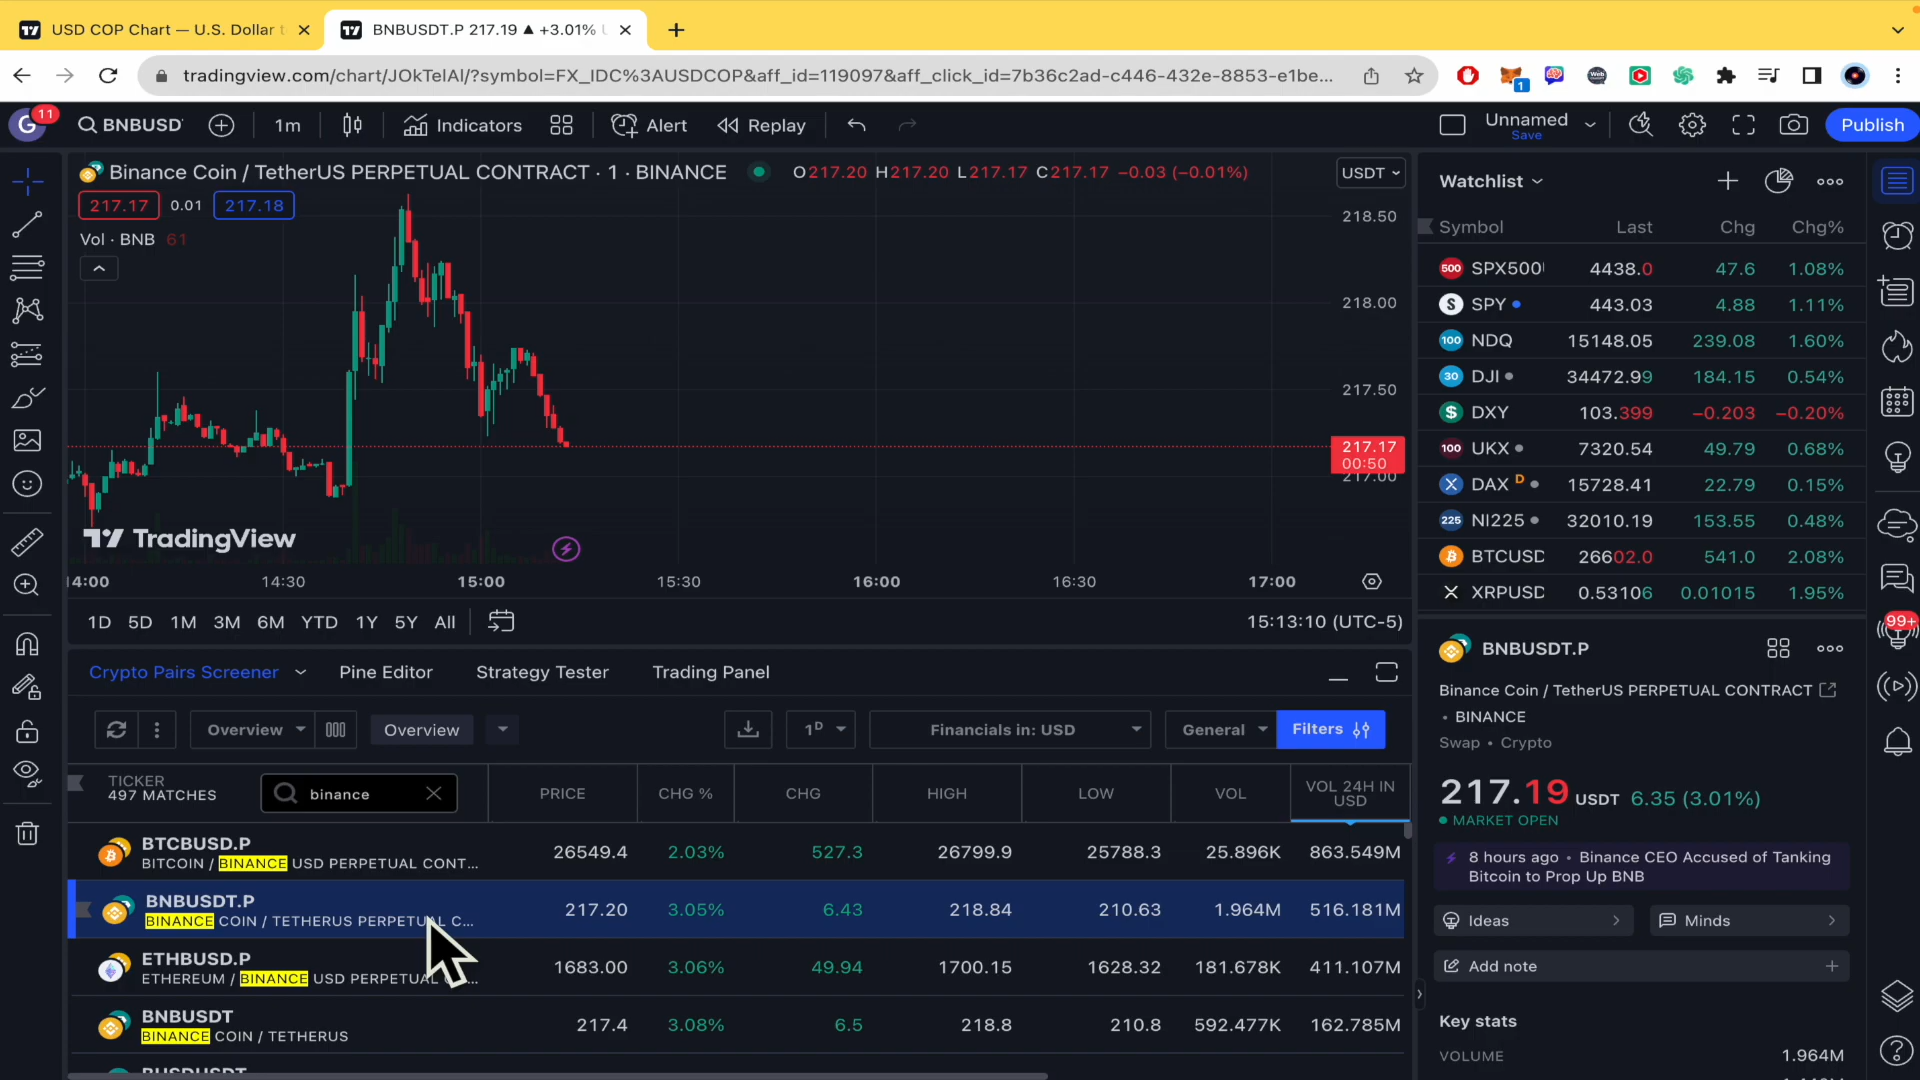 USD COP Chart — U.S. Dollar t
BNBUSDT.P 217.19 ▲ +3.01% U
tradingview.com/chart/JOkTelAl/?symbol=FX_IDC%3AUSDCOP&aff_id=119097&aff_click_id=7b36c2ad-c446-432e-8853-e1be...
1
G 11
BNBUSD
1m
Indicators
Alert
Replay
Unnamed
Save
Publish
Binance Coin / TetherUS PERPETUAL CONTRACT · 1 · BINANCE
O217.20 H217.20 L217.17 C217.17 −0.03 (−0.01%)
USDT
217.17 0.01 217.18
Vol · BNB 61
218.50
218.00
217.50
217.17
00:50
217.00
TradingView
14:00 14:30 15:00 15:30 16:00 16:30 17:00
1D 5D 1M 3M 6M YTD 1Y 5Y All
15:13:10 (UTC-5)
Watchlist
Symbol Last Chg Chg%
500 SPX500 4438.0 47.6 1.08%
S SPY 443.03 4.88 1.11%
100 NDQ 15148.05 239.08 1.60%
30 DJI 34472.99 184.15 0.54%
$ DXY 103.399 −0.203 −0.20%
100 UKX 7320.54 49.79 0.68%
DAX D 15728.41 22.79 0.15%
225 NI225 32010.19 153.55 0.48%
BTCUSD 26602.0 541.0 2.08%
XRPUSD 0.53106 0.01015 1.95%
99+
Crypto Pairs Screener Pine Editor Strategy Tester Trading Panel
Overview Overview 1D Financials in: USD General Filters
TICKER
497 MATCHES
binance
PRICE CHG % CHG HIGH LOW VOL VOL 24H IN USD
BTCBUSD.P
BITCOIN / BINANCE USD PERPETUAL CONT...
26549.4 2.03% 527.3 26799.9 25788.3 25.896K 863.549M
BNBUSDT.P
BINANCE COIN / TETHERUS PERPETUAL C...
217.20 3.05% 6.43 218.84 210.63 1.964M 516.181M
ETHBUSD.P
ETHEREUM / BINANCE USD PERPETUAL
1683.00 3.06% 49.94 1700.15 1628.32 181.678K 411.107M
BNBUSDT
BINANCE COIN / TETHERUS
217.4 3.08% 6.5 218.8 210.8 592.477K 162.785M
BNBUSDT.P
Binance Coin / TetherUS PERPETUAL CONTRACT
• BINANCE
Swap • Crypto
217.19 USDT 6.35 (3.01%)
MARKET OPEN
8 hours ago • Binance CEO Accused of Tanking
Bitcoin to Prop Up BNB
Ideas
Minds
Add note
Key stats
VOLUME 1.964M